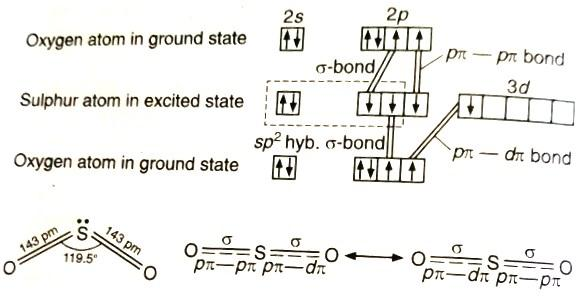 2s 2p
Oxygen atom in ground state
σ-bond
pπ — pπ bond
3d
Sulphur atom in excited state
sp² hyb. σ-bond
pπ — dπ bond
Oxygen atom in ground state
S
143 pm 143 pm
119.5°
O O
O σ S σ O
pπ—pπ pπ—dπ
O σ S σ O
pπ—dπ pπ—pπ